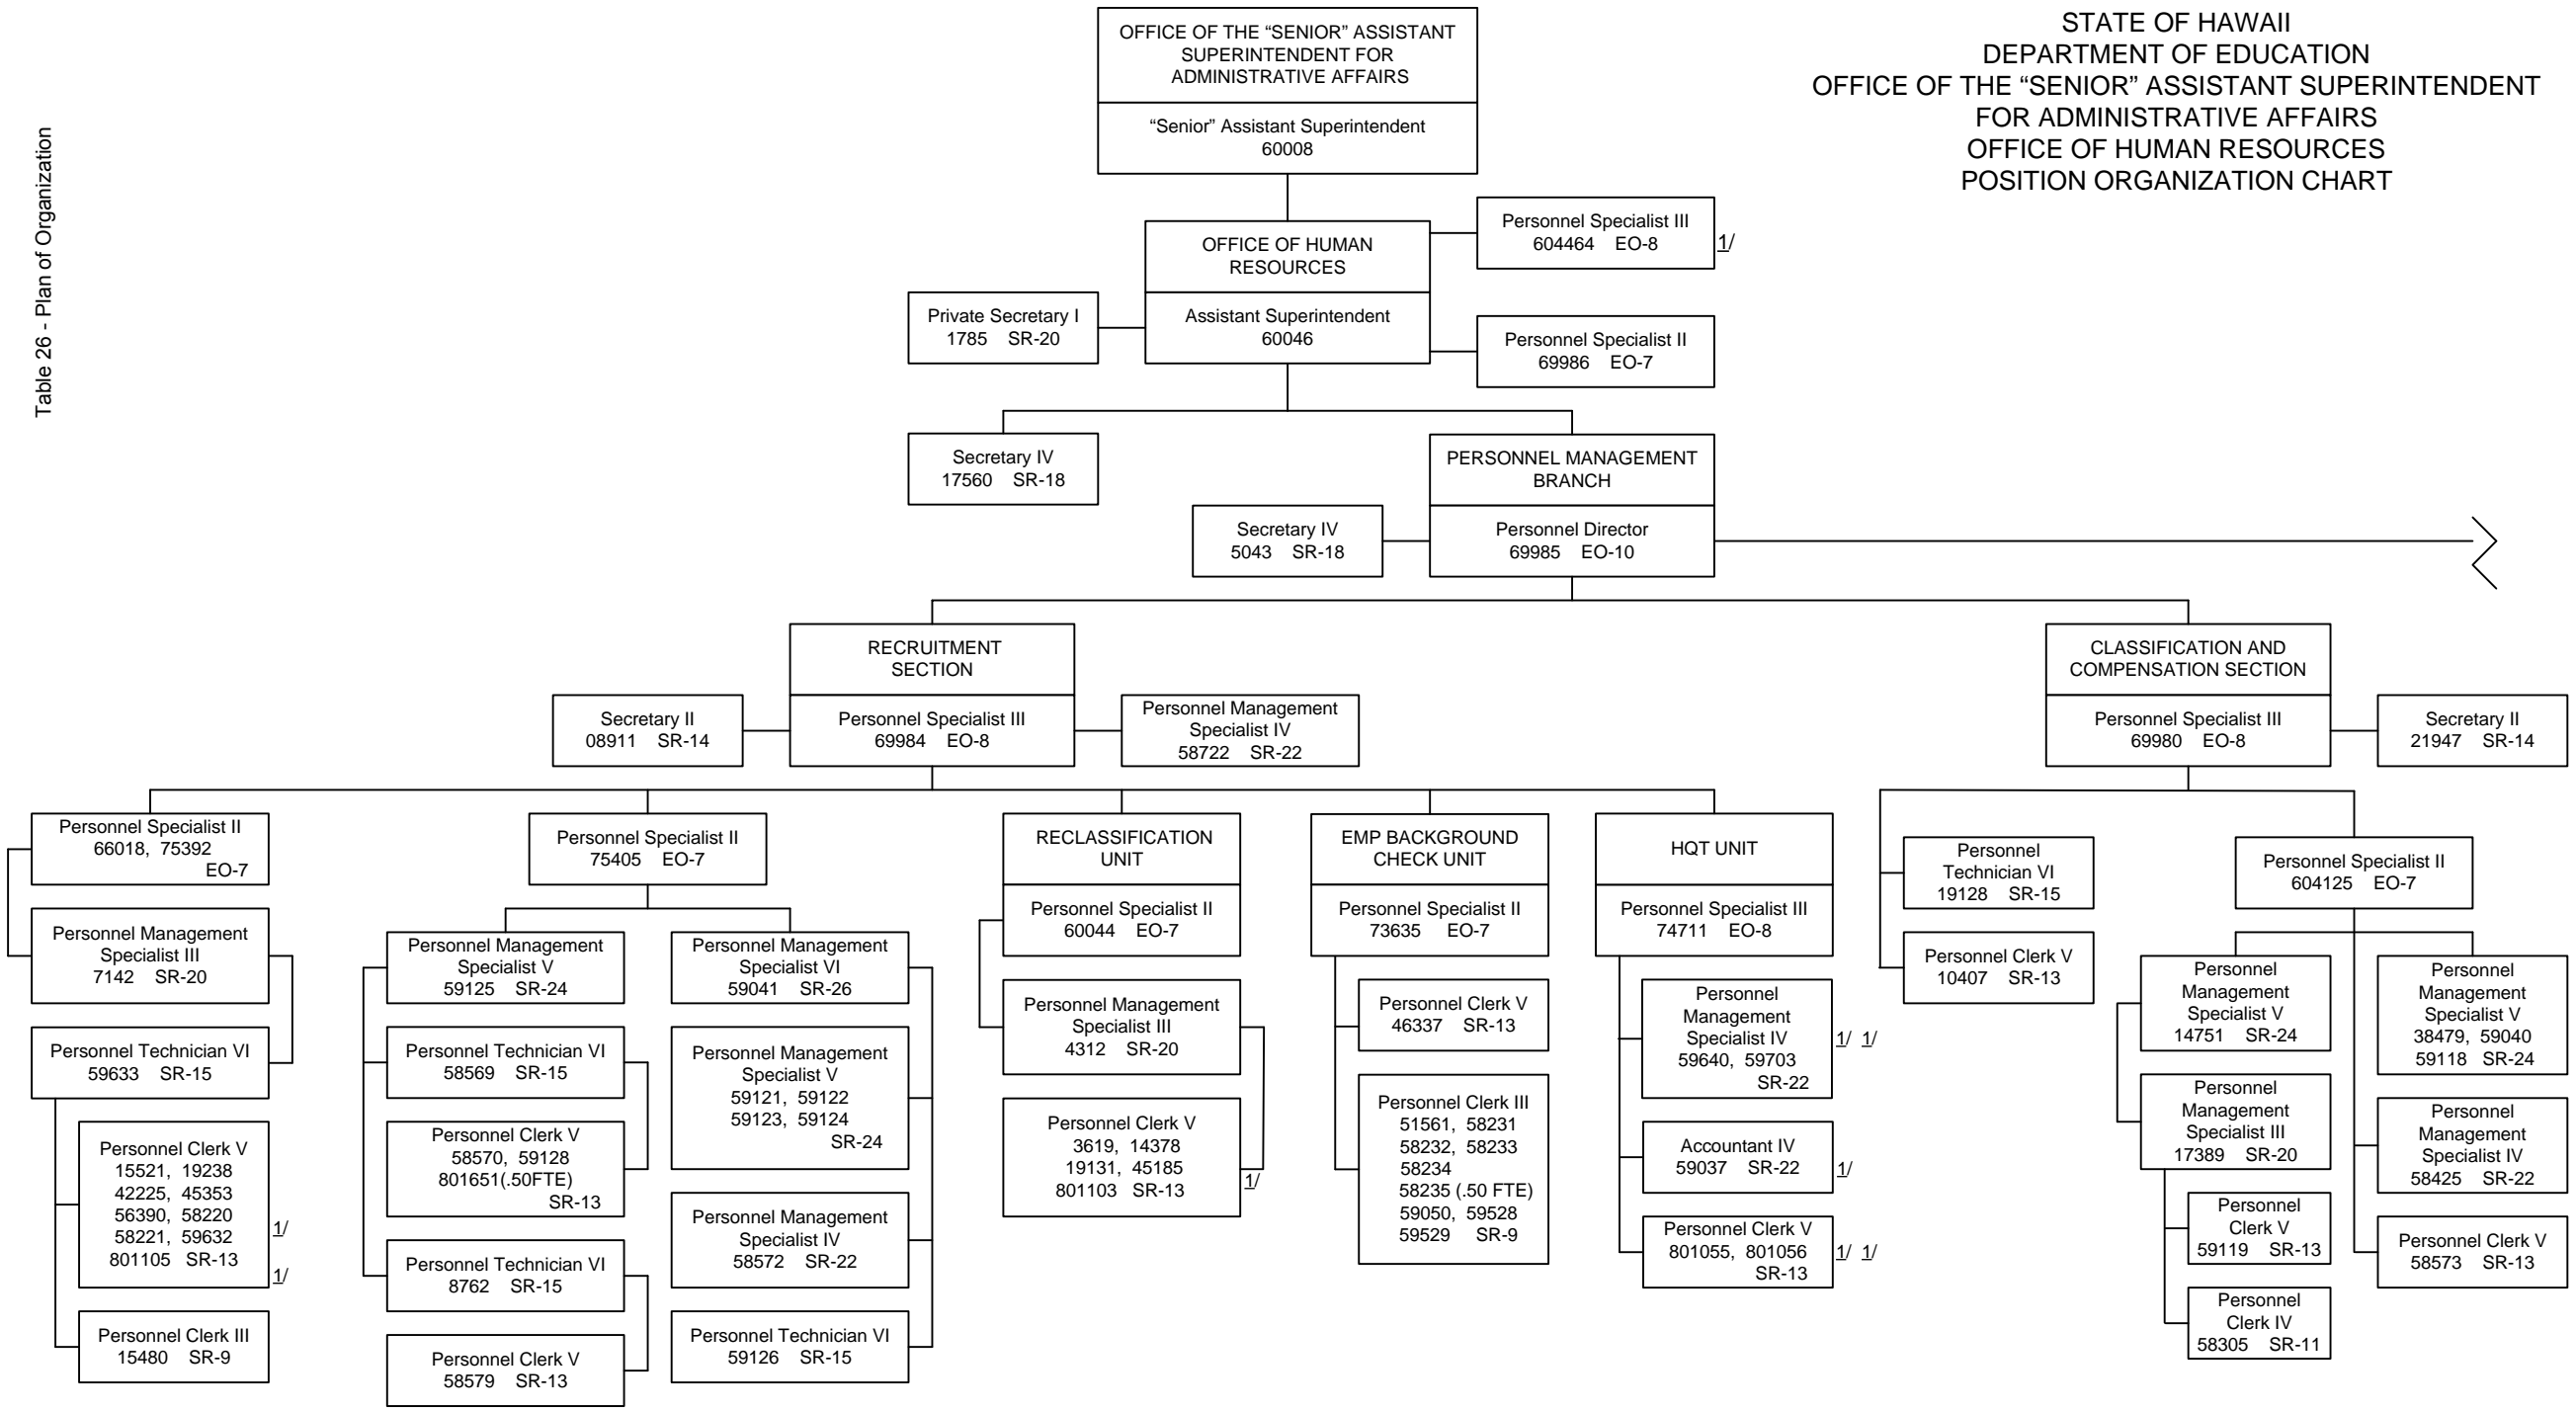 STATE OF HAWAII
DEPARTMENT OF EDUCATION
OFFICE OF THE “SENIOR” ASSISTANT SUPERINTENDENT
FOR ADMINISTRATIVE AFFAIRS
OFFICE OF HUMAN RESOURCES
POSITION ORGANIZATION CHART
Table 26 - Plan of Organization
OFFICE OF THE “SENIOR” ASSISTANT
SUPERINTENDENT FOR
ADMINISTRATIVE AFFAIRS
“Senior” Assistant Superintendent
60008
OFFICE OF HUMAN
RESOURCES
Assistant Superintendent
60046
Personnel Specialist III
604464 EO-8
1/
Private Secretary I
1785 SR-20
Personnel Specialist II
69986 EO-7
Secretary IV
17560 SR-18
PERSONNEL MANAGEMENT
BRANCH
Personnel Director
69985 EO-10
Secretary IV
5043 SR-18
RECRUITMENT
SECTION
Personnel Specialist III
69984 EO-8
Secretary II
08911 SR-14
Personnel Management
Specialist IV
58722 SR-22
CLASSIFICATION AND
COMPENSATION SECTION
Personnel Specialist III
69980 EO-8
Secretary II
21947 SR-14
Personnel Specialist II
66018, 75392
EO-7
Personnel Management
Specialist III
7142 SR-20
Personnel Technician VI
59633 SR-15
Personnel Clerk V
15521, 19238
42225, 45353
56390, 58220
58221, 59632
801105 SR-13
1/
1/
Personnel Clerk III
15480 SR-9
Personnel Specialist II
75405 EO-7
Personnel Management
Specialist V
59125 SR-24
Personnel Technician VI
58569 SR-15
Personnel Clerk V
58570, 59128
801651(.50FTE)
SR-13
Personnel Technician VI
8762 SR-15
Personnel Clerk V
58579 SR-13
Personnel Management
Specialist VI
59041 SR-26
Personnel Management
Specialist V
59121, 59122
59123, 59124
SR-24
Personnel Management
Specialist IV
58572 SR-22
Personnel Technician VI
59126 SR-15
RECLASSIFICATION
UNIT
Personnel Specialist II
60044 EO-7
Personnel Management
Specialist III
4312 SR-20
Personnel Clerk V
3619, 14378
19131, 45185
801103 SR-13
1/
EMP BACKGROUND
CHECK UNIT
Personnel Specialist II
73635 EO-7
Personnel Clerk V
46337 SR-13
Personnel Clerk III
51561, 58231
58232, 58233
58234
58235 (.50 FTE)
59050, 59528
59529 SR-9
HQT UNIT
Personnel Specialist III
74711 EO-8
Personnel
Management
Specialist IV
59640, 59703
SR-22
1/ 1/
Accountant IV
59037 SR-22
1/
Personnel Clerk V
801055, 801056
SR-13
1/ 1/
Personnel
Technician VI
19128 SR-15
Personnel Clerk V
10407 SR-13
Personnel Specialist II
604125 EO-7
Personnel
Management
Specialist V
14751 SR-24
Personnel
Management
Specialist III
17389 SR-20
Personnel
Clerk V
59119 SR-13
Personnel
Clerk IV
58305 SR-11
Personnel
Management
Specialist V
38479, 59040
59118 SR-24
Personnel
Management
Specialist IV
58425 SR-22
Personnel Clerk V
58573 SR-13